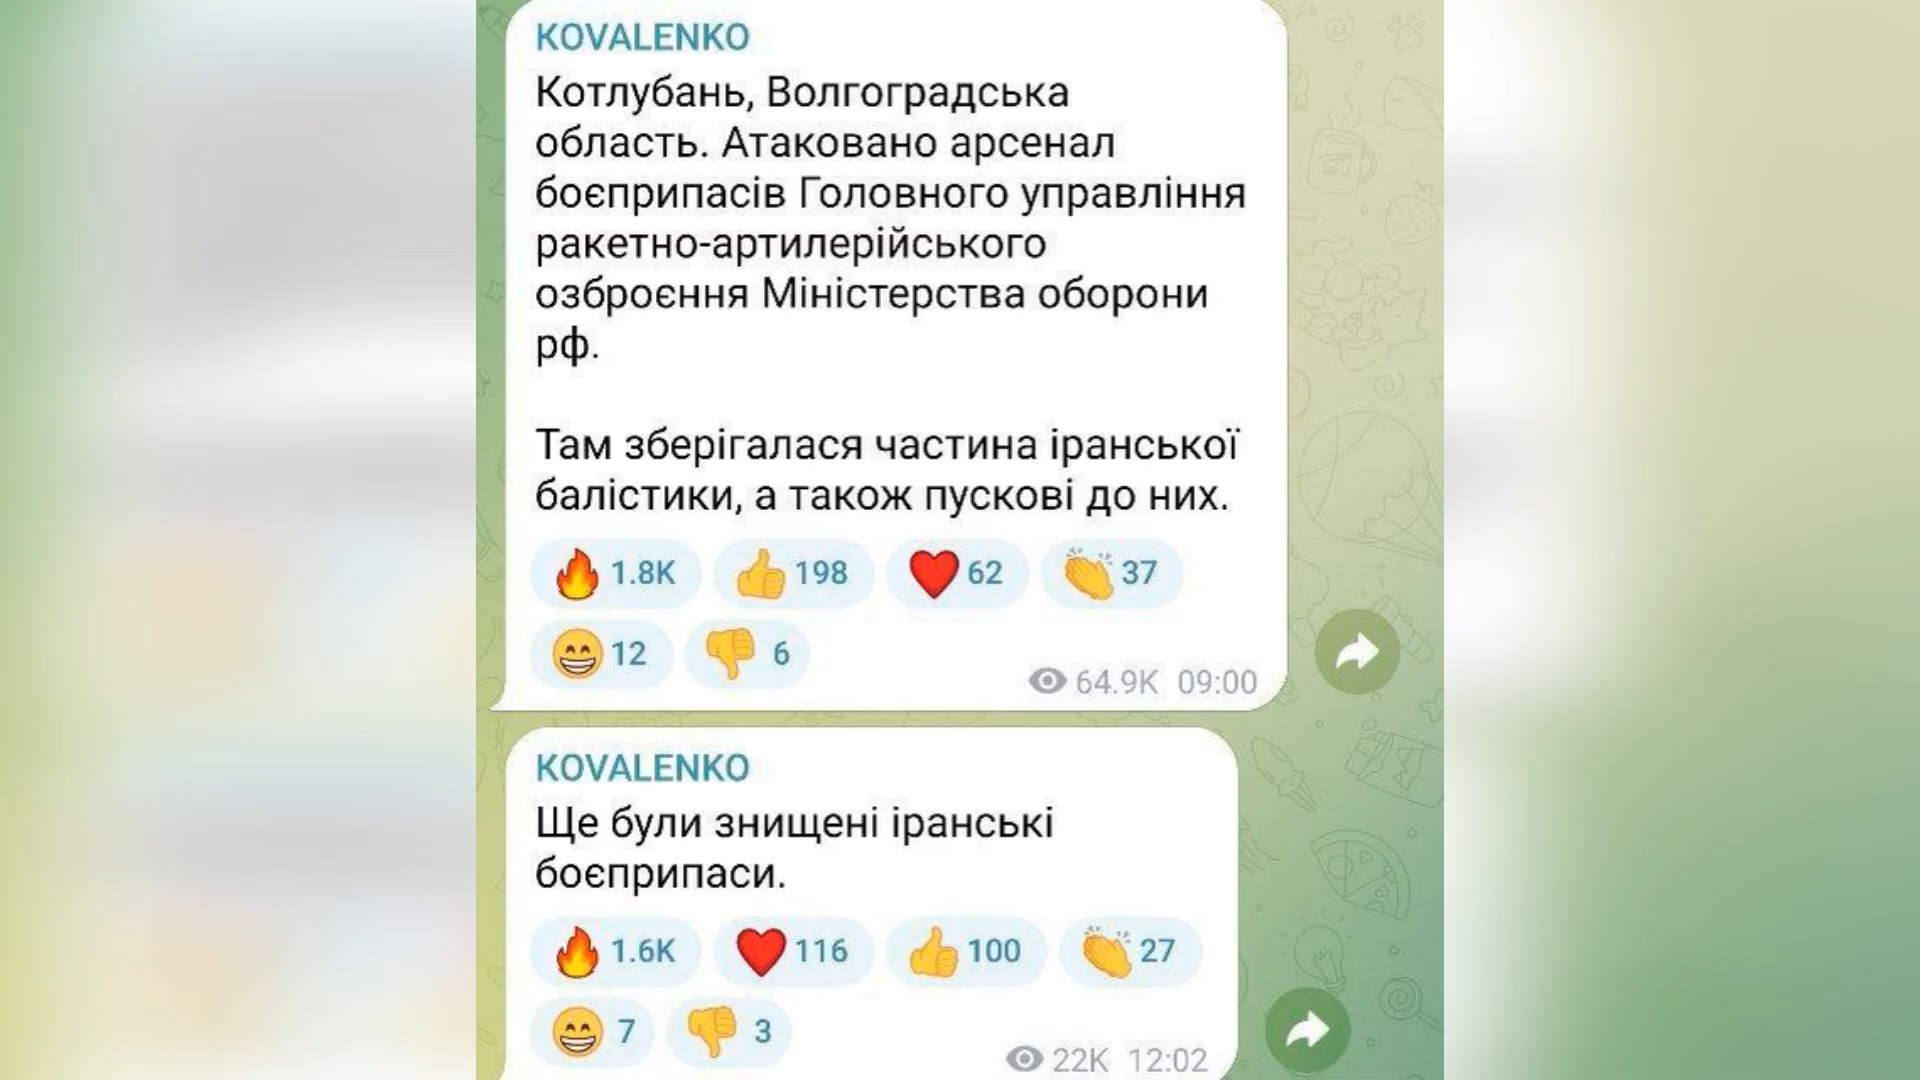 KOVALENKO
Котлубань, Волгоградська
область. Атаковано арсенал
боєприпасів Головного управління
ракетно-артилерійського
озброєння Міністерства оборони
рф.
Там зберігалася частина іранської
балістики, а також пускові до них.
1.8K 198 62 37
12 6
64.9K 09:00
KOVALENKO
Ще були знищені іранські
боєприпаси.
1.6K 116 100 27
7 3
22K 12:02